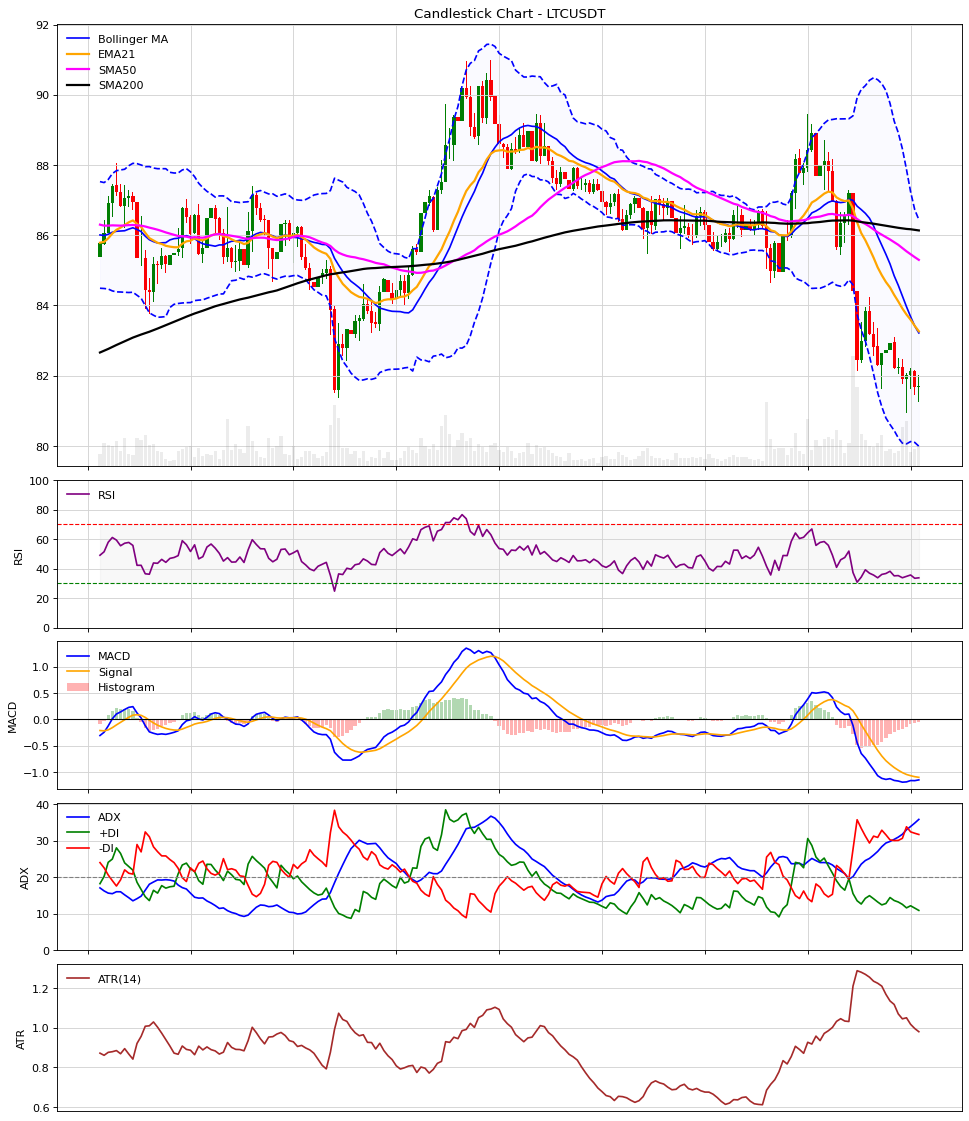 Candlestick Chart - LTCUSDT
Bollinger MA
EMA21
SMA50
SMA200
92
90
88
86
84
82
80
RSI
RSI
100
80
60
40
20
0
MACD
Signal
Histogram
MACD
1.0
0.5
0.0
−0.5
−1.0
ADX
+DI
-DI
ADX
40
30
20
10
0
ATR(14)
ATR
1.2
1.0
0.8
0.6